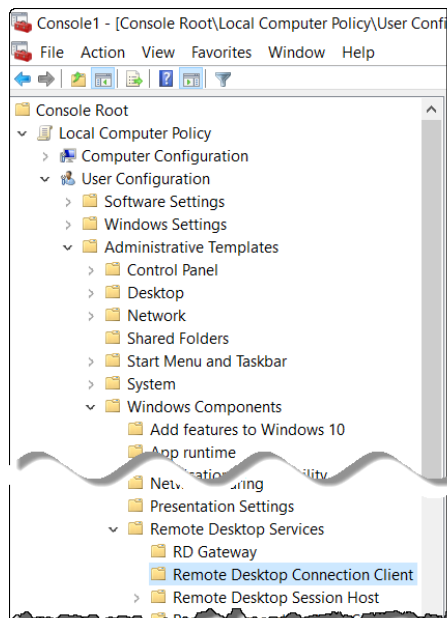 Console1 - [Console Root\Local Computer Policy\User Confi
File Action View Favorites Window Help
Console Root
Local Computer Policy
Computer Configuration
User Configuration
Software Settings
Windows Settings
Administrative Templates
Control Panel
Desktop
Network
Shared Folders
Start Menu and Taskbar
System
Windows Components
Add features to Windows 10
App runtime
Presentation Settings
Remote Desktop Services
RD Gateway
Remote Desktop Connection Client
Remote Desktop Session Host